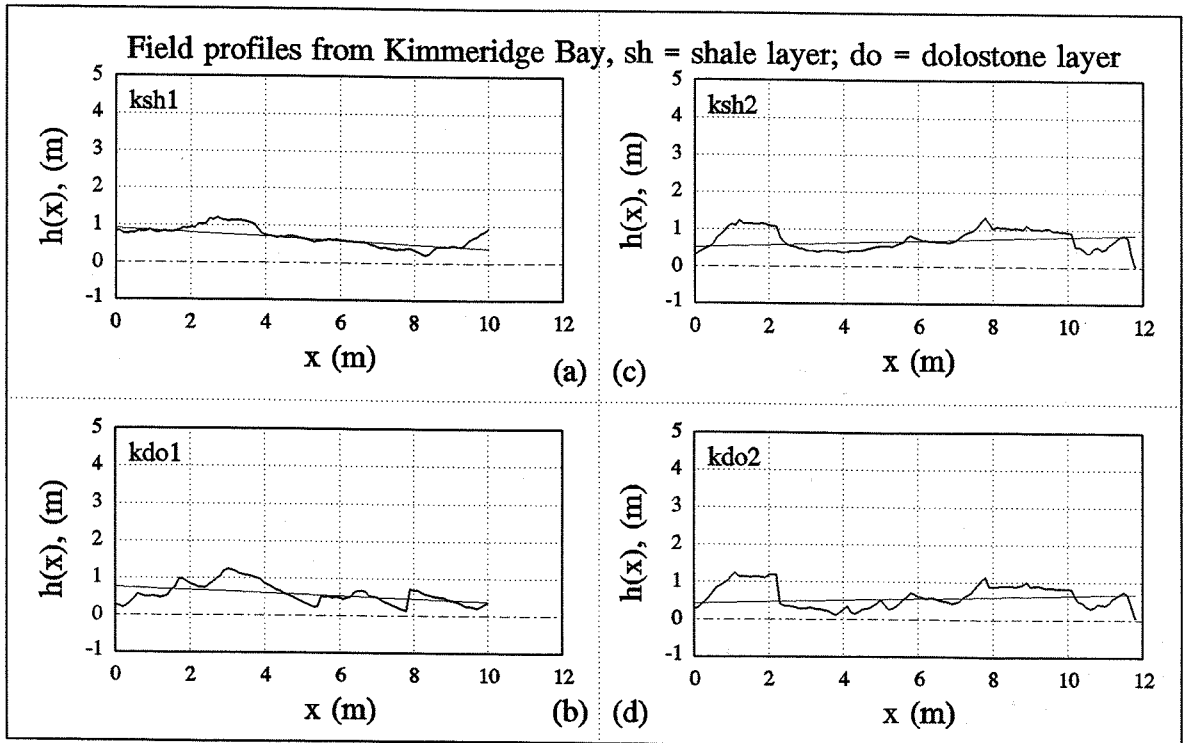 Field profiles from Kimmeridge Bay, sh = shale layer; do = dolostone layer
ksh1
h(x), (m)
5
4
3
2
1
0
-1
0 2 4 6 8 10 12
x (m)
(a)
ksh2
h(x), (m)
5
4
3
2
1
0
-1
0 2 4 6 8 10 12
x (m)
(c)
kdo1
h(x), (m)
5
4
3
2
1
0
-1
0 2 4 6 8 10 12
x (m)
(b)
kdo2
h(x), (m)
5
4
3
2
1
0
-1
0 2 4 6 8 10 12
x (m)
(d)